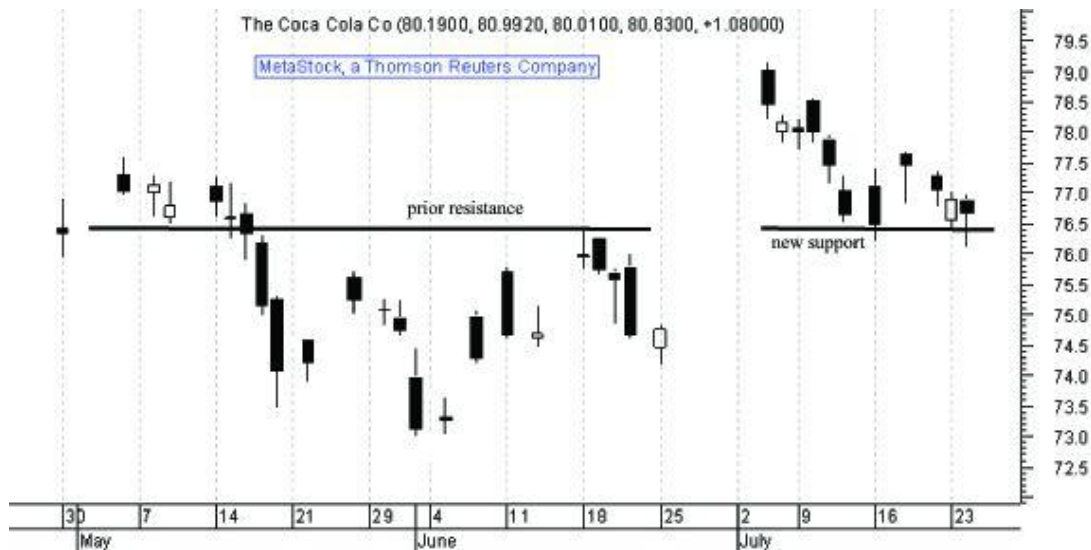 The Coca Cola Co (80.1900, 80.9920, 80.0100, 80.8300, +1.08000)
MetaStock, a Thomson Reuters Company
79.5
79.0
78.5
78.0
77.5
77.0
76.5
76.0
75.5
75.0
74.5
74.0
73.5
73.0
72.5
prior resistance
new support
30 7 14 21 29 4 11 18 25 2 9 16 23
May June July